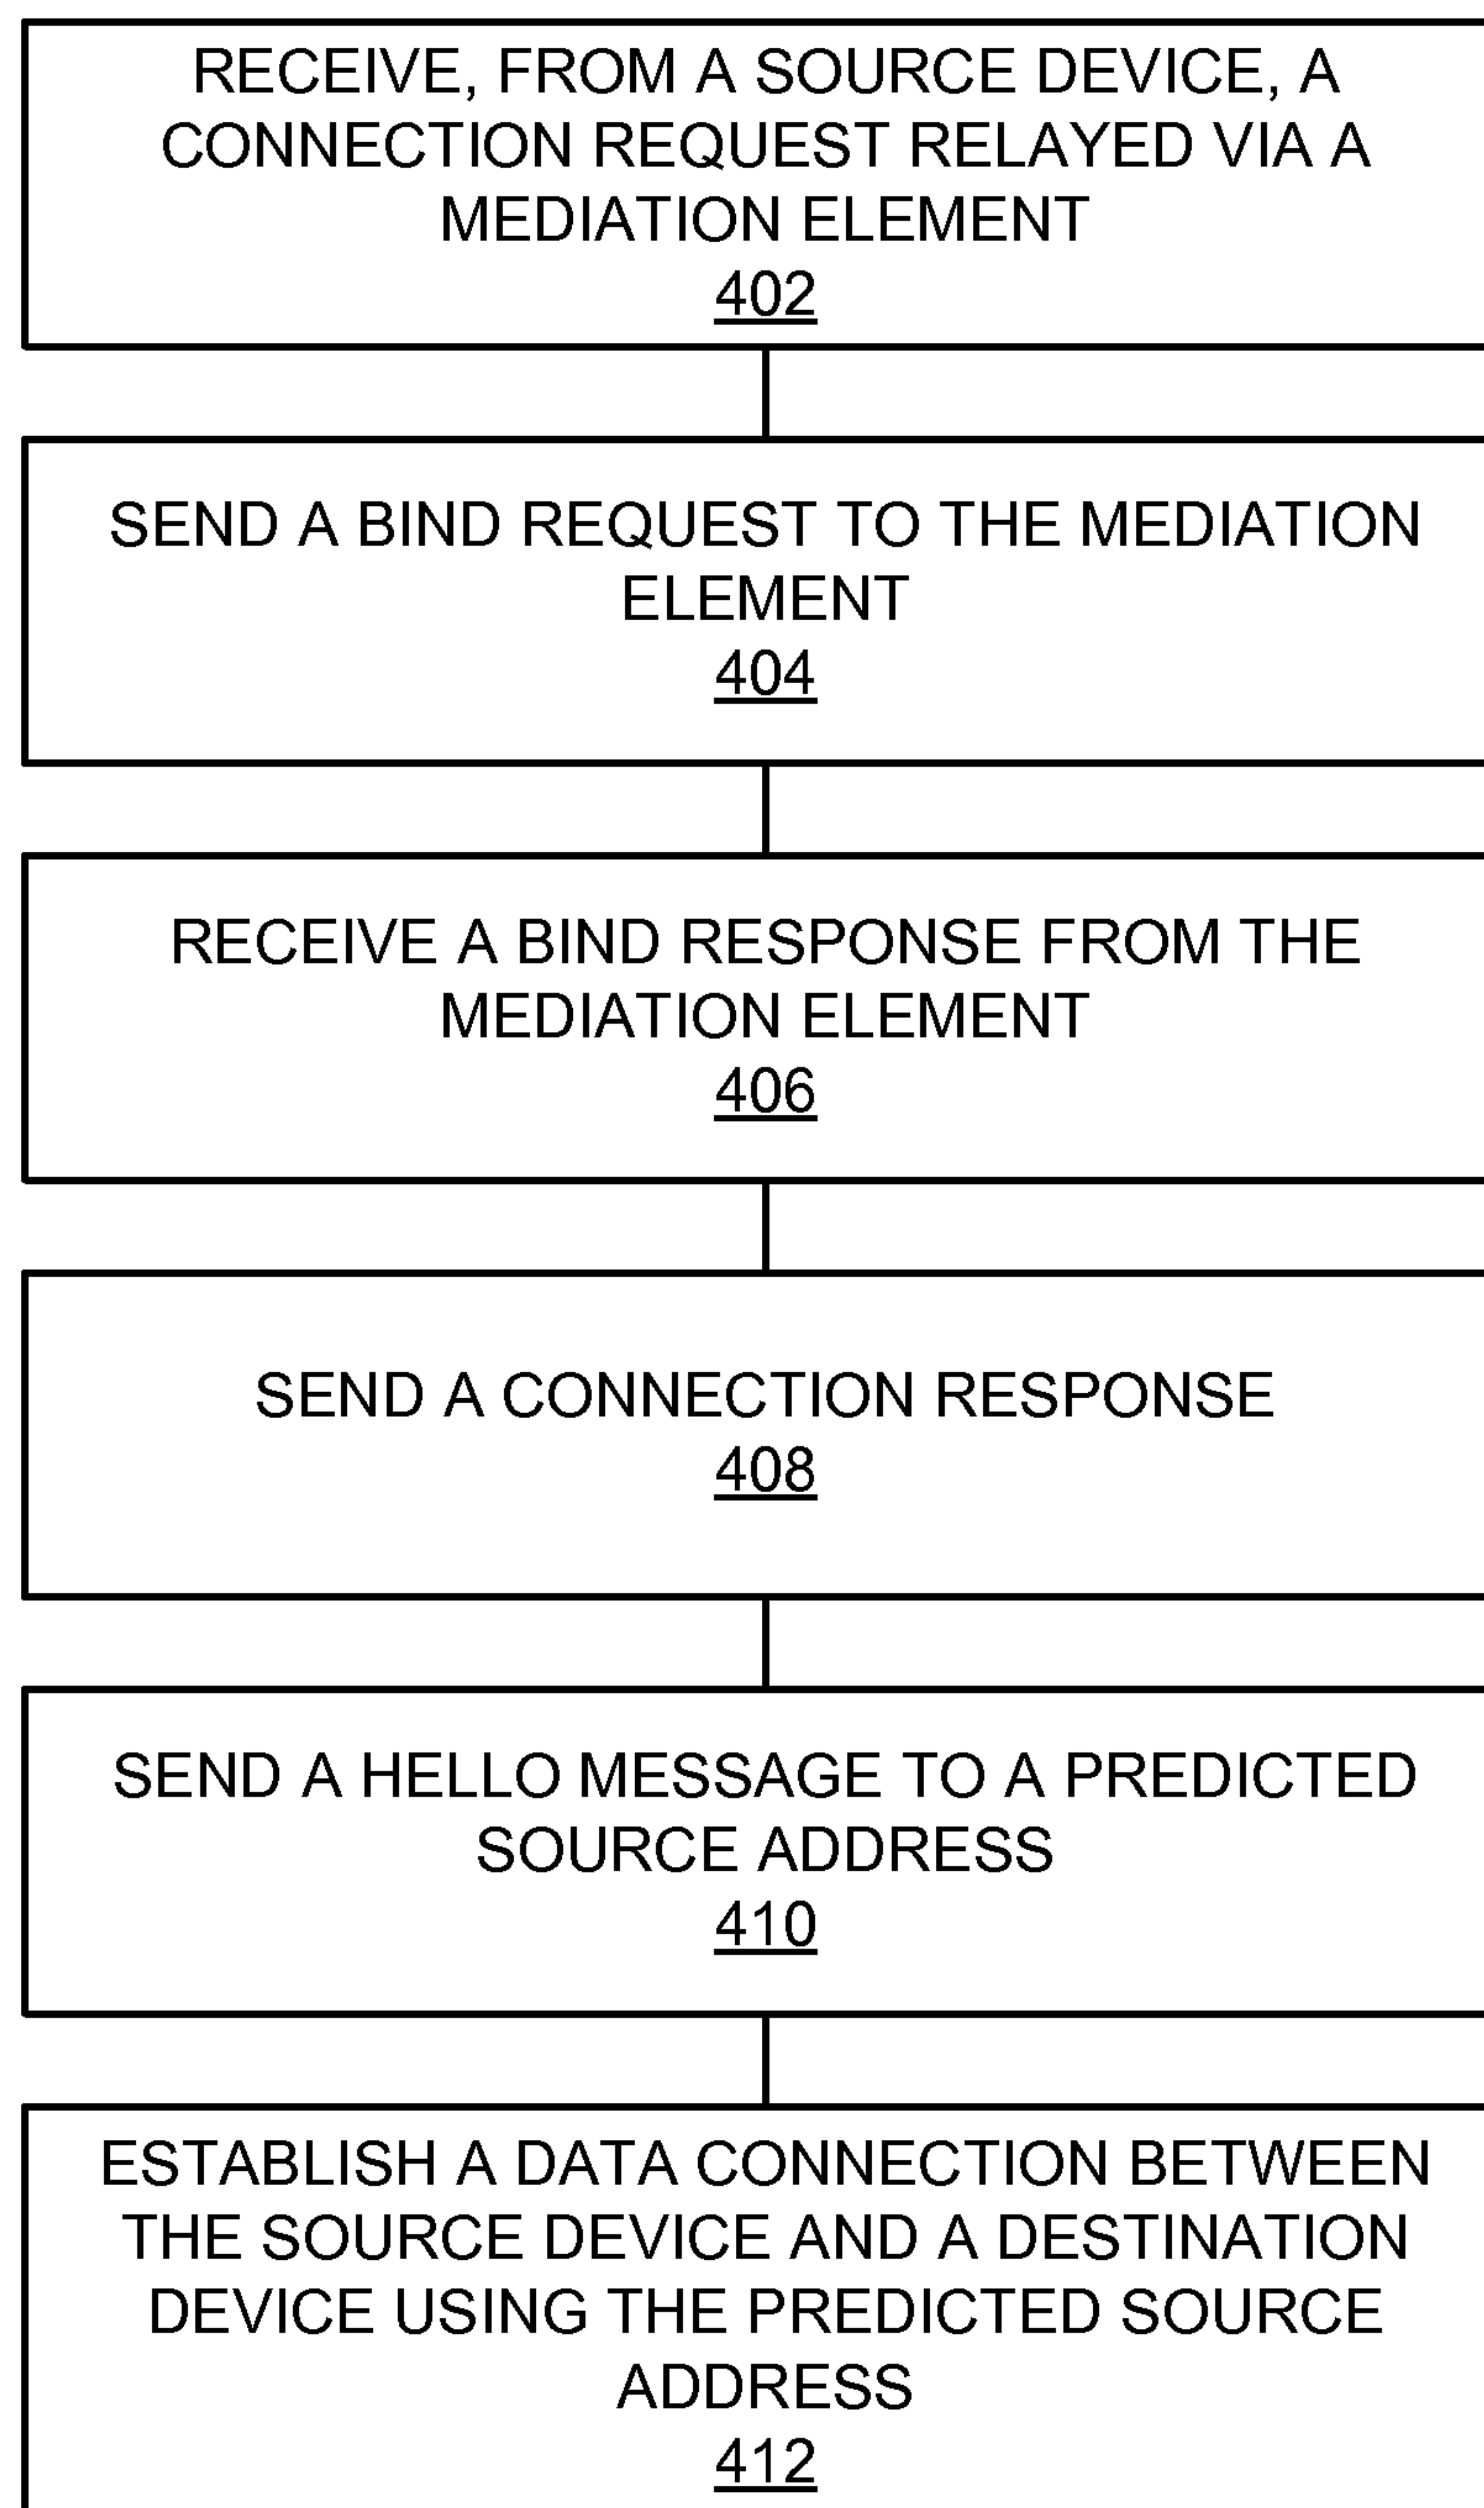 RECEIVE, FROM A SOURCE DEVICE, A
CONNECTION REQUEST RELAYED VIA A
MEDIATION ELEMENT
402
SEND A BIND REQUEST TO THE MEDIATION
ELEMENT
404
RECEIVE A BIND RESPONSE FROM THE
MEDIATION ELEMENT
406
SEND A CONNECTION RESPONSE
408
SEND A HELLO MESSAGE TO A PREDICTED
SOURCE ADDRESS
410
ESTABLISH A DATA CONNECTION BETWEEN
THE SOURCE DEVICE AND A DESTINATION
DEVICE USING THE PREDICTED SOURCE
ADDRESS
412